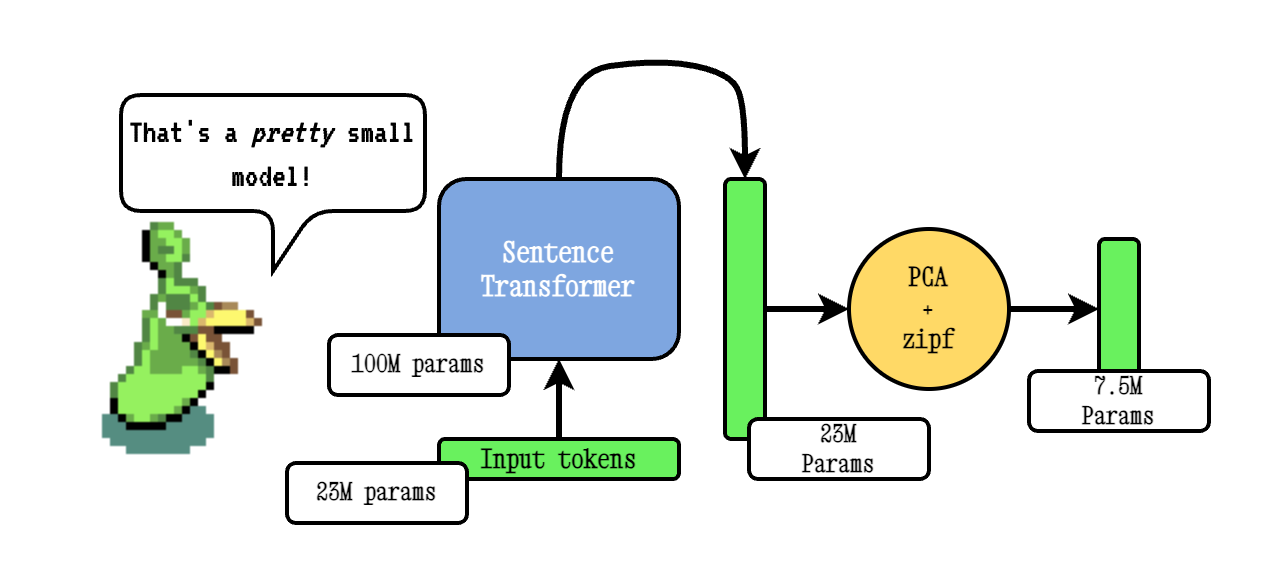 That's a pretty small
model!
Sentence
Transformer
100M params
Input tokens
23M params
23M
Params
PCA
+
zipf
7.5M
Params